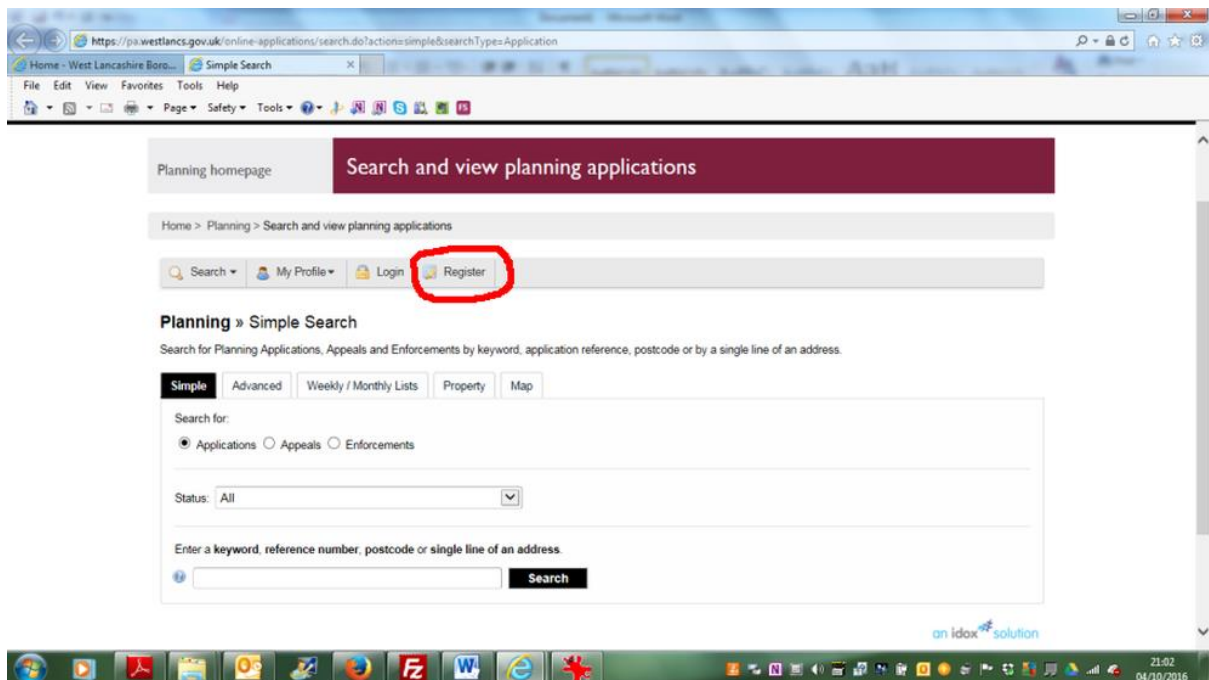 https://pa.westlancs.gov.uk/online-applications/search.do?action=simple&searchType=Application
Home - West Lancashire Boro... Simple Search
File Edit View Favorites Tools Help
Page Safety Tools
Planning homepage Search and view planning applications
Home > Planning > Search and view planning applications
Search My Profile Login Register
Planning » Simple Search
Search for Planning Applications, Appeals and Enforcements by keyword, application reference, postcode or by a single line of an address.
Simple Advanced Weekly / Monthly Lists Property Map
Search for:
Applications Appeals Enforcements
Status: All
Enter a keyword, reference number, postcode or single line of an address.
Search
an idox solution
21:02
04/10/2016